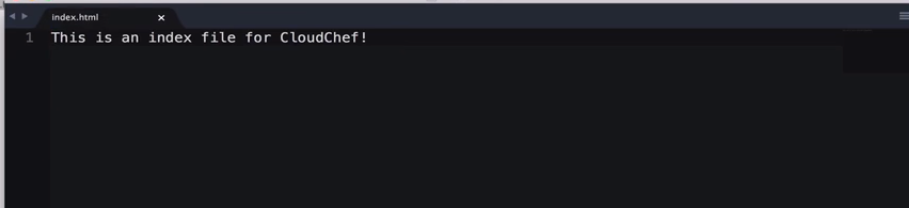 index.html ×
1 This is an index file for CloudChef!